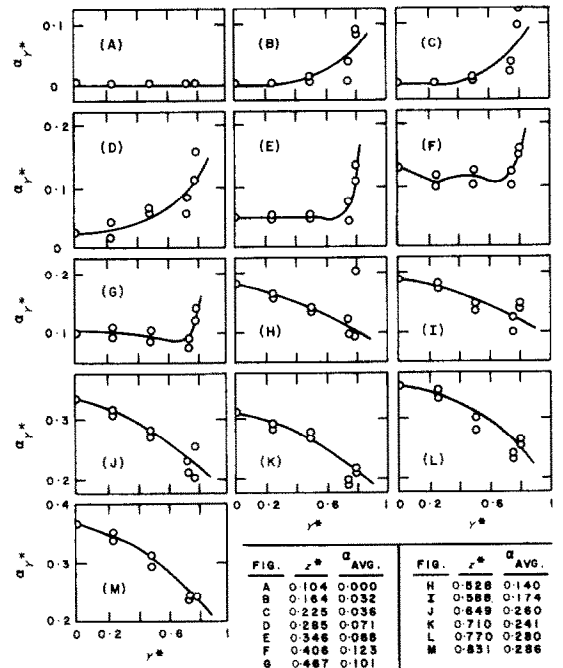 0·1
α γ*
0
(A)
(B)
(C)
0·2
α γ*
0·1
0
(D)
(E)
(F)
0·2
α γ*
0·1
(G)
(H)
(I)
0·3
α γ*
0·2
(J)
(K)
(L)
0 0·2 0·4 0·6 0·8 1
γ*
0 0·2 0·4 0·6 0·8 1
γ*
0·4
α γ*
0·3
0·2
(M)
0 0·2 0·4 0·6 0·8 1
γ*
FIG. z* α AVG.
A 0·104 0·000
B 0·164 0·032
C 0·225 0·036
D 0·285 0·071
E 0·346 0·088
F 0·406 0·123
G 0·467 0·101
FIG. z* α AVG.
H 0·528 0·140
I 0·588 0·174
J 0·649 0·260
K 0·710 0·241
L 0·770 0·280
M 0·831 0·286